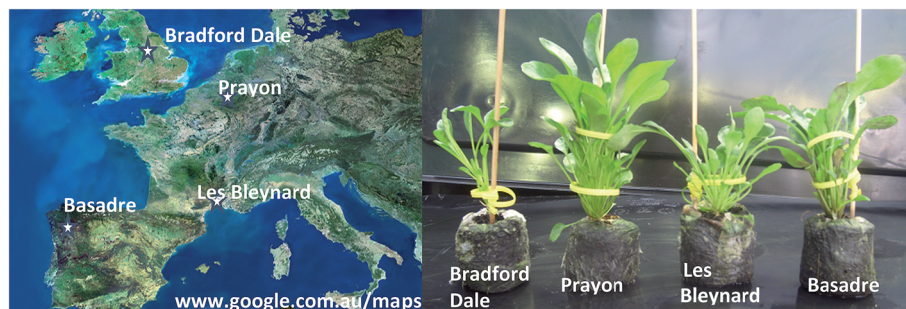 Bradford Dale
Prayon
Les Bleynard
Basadre
www.google.com.au/maps
Bradford
Dale
Prayon
Les
Bleynard
Basadre